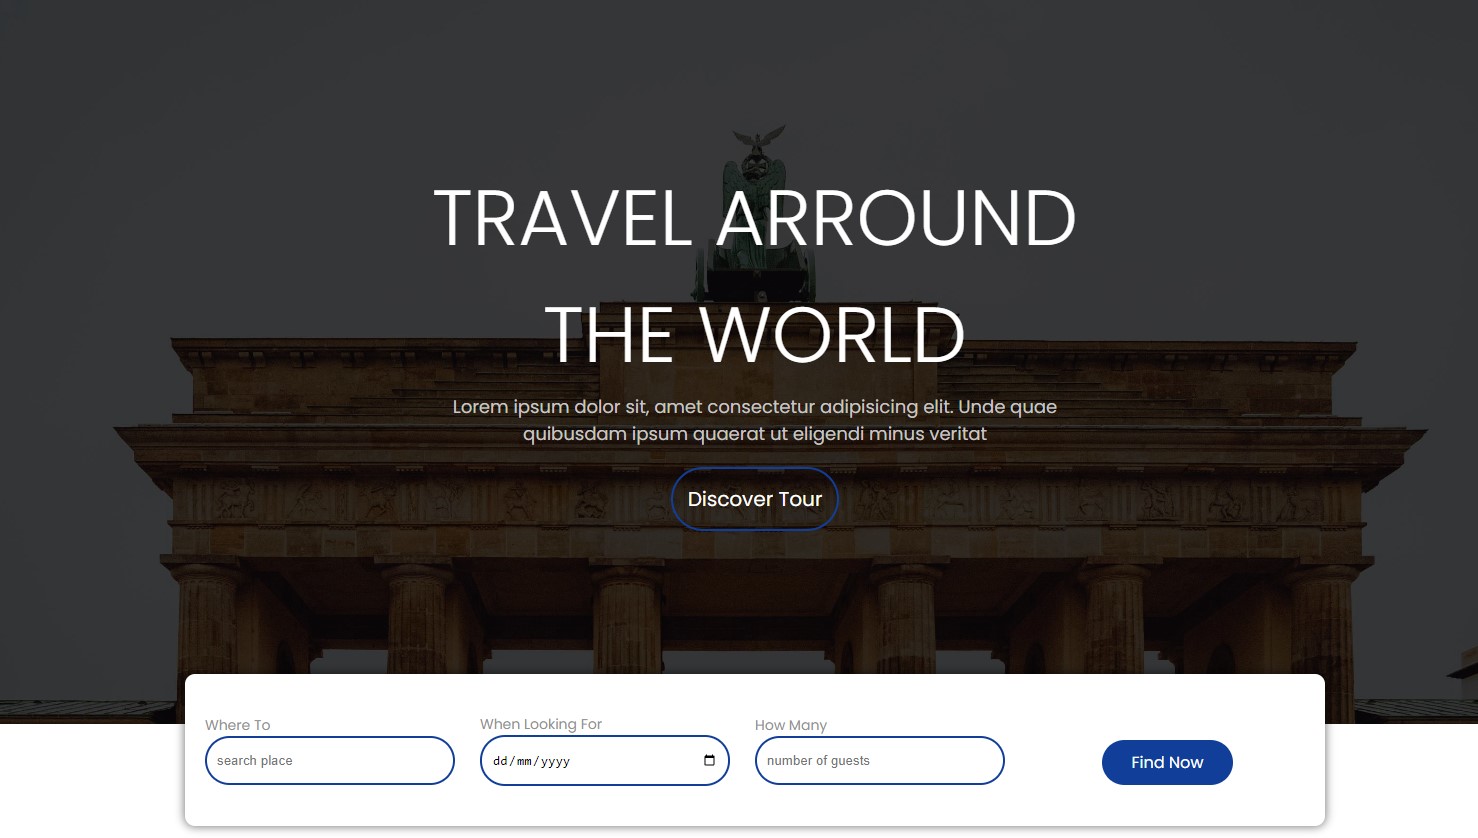 TRAVEL ARROUND
THE WORLD
Lorem ipsum dolor sit, amet consectetur adipisicing elit. Unde quae
quibusdam ipsum quaerat ut eligendi minus veritat
Discover Tour
Where To
When Looking For
How Many
search place
dd/mm/yyyy
number of guests
Find Now